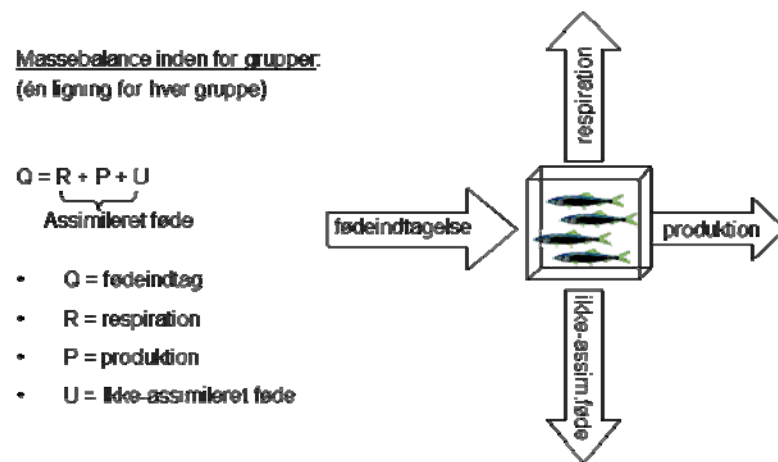 Massebalance inden for grupper:
(én ligning for hver gruppe)
Q = R + P + U
Assimileret føde
• Q = fødeindtag
• R = respiration
• P = produktion
• U = Ikke-assimileret føde
respiration
fødeindtagelse
produktion
ikke-assim.føde